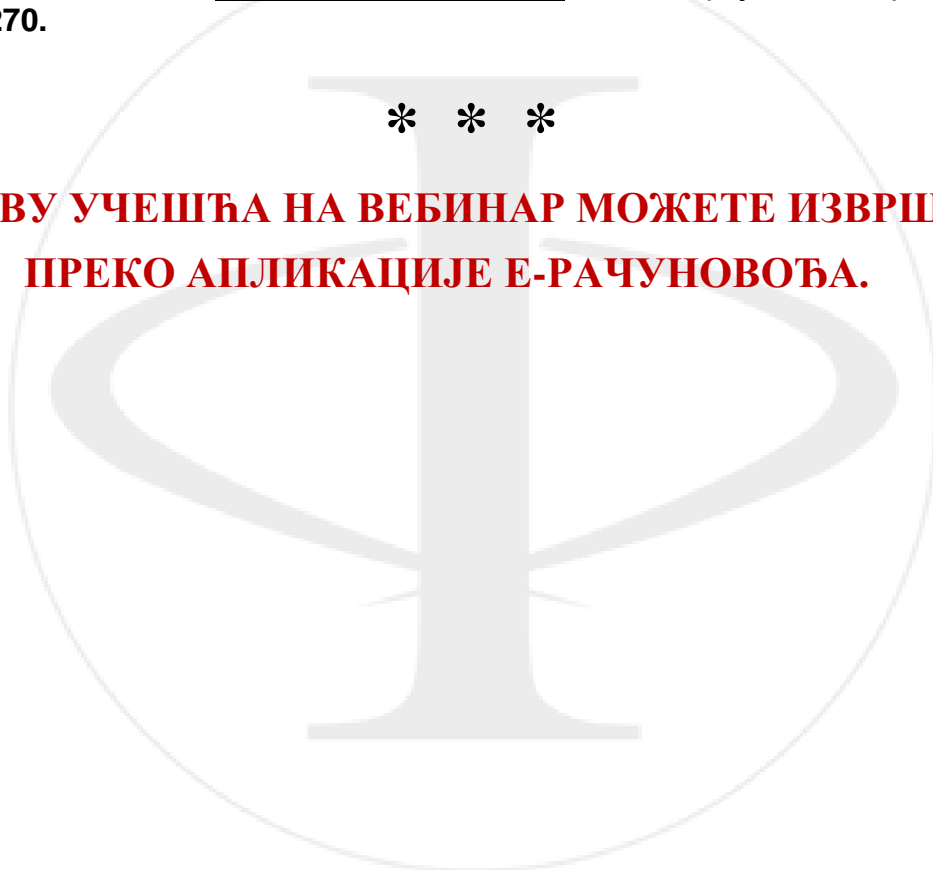 270.
* * *
ВУ УЧЕШЋА НА ВЕБИНАР МОЖЕТЕ ИЗВРШ
ПРЕКО АПЛИКАЦИЈЕ Е-РАЧУНОВОЂА.